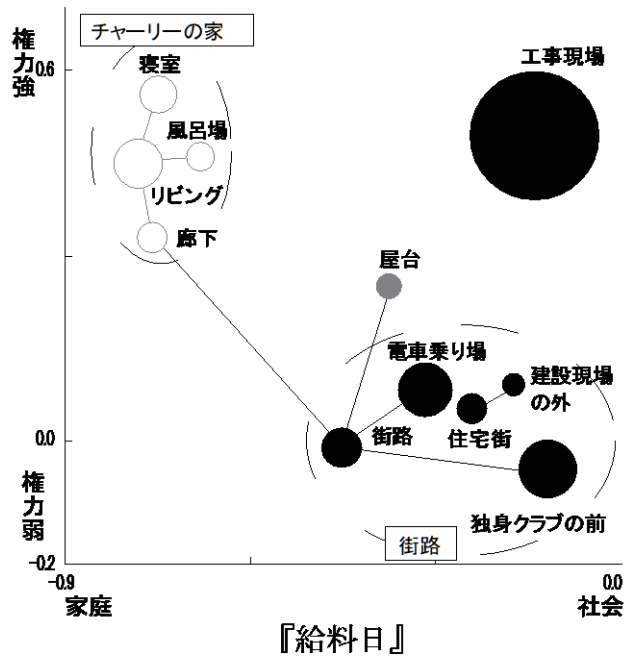 チャーリーの家
権力強
0.6
寝室
風呂場
リビング
廊下
工事現場
屋台
電車乗り場
建設現場
の外
街路
住宅街
独身クラブの前
街路
0.0
権力弱
-0.2
-0.9
0.0
家庭
社会
『給料日』